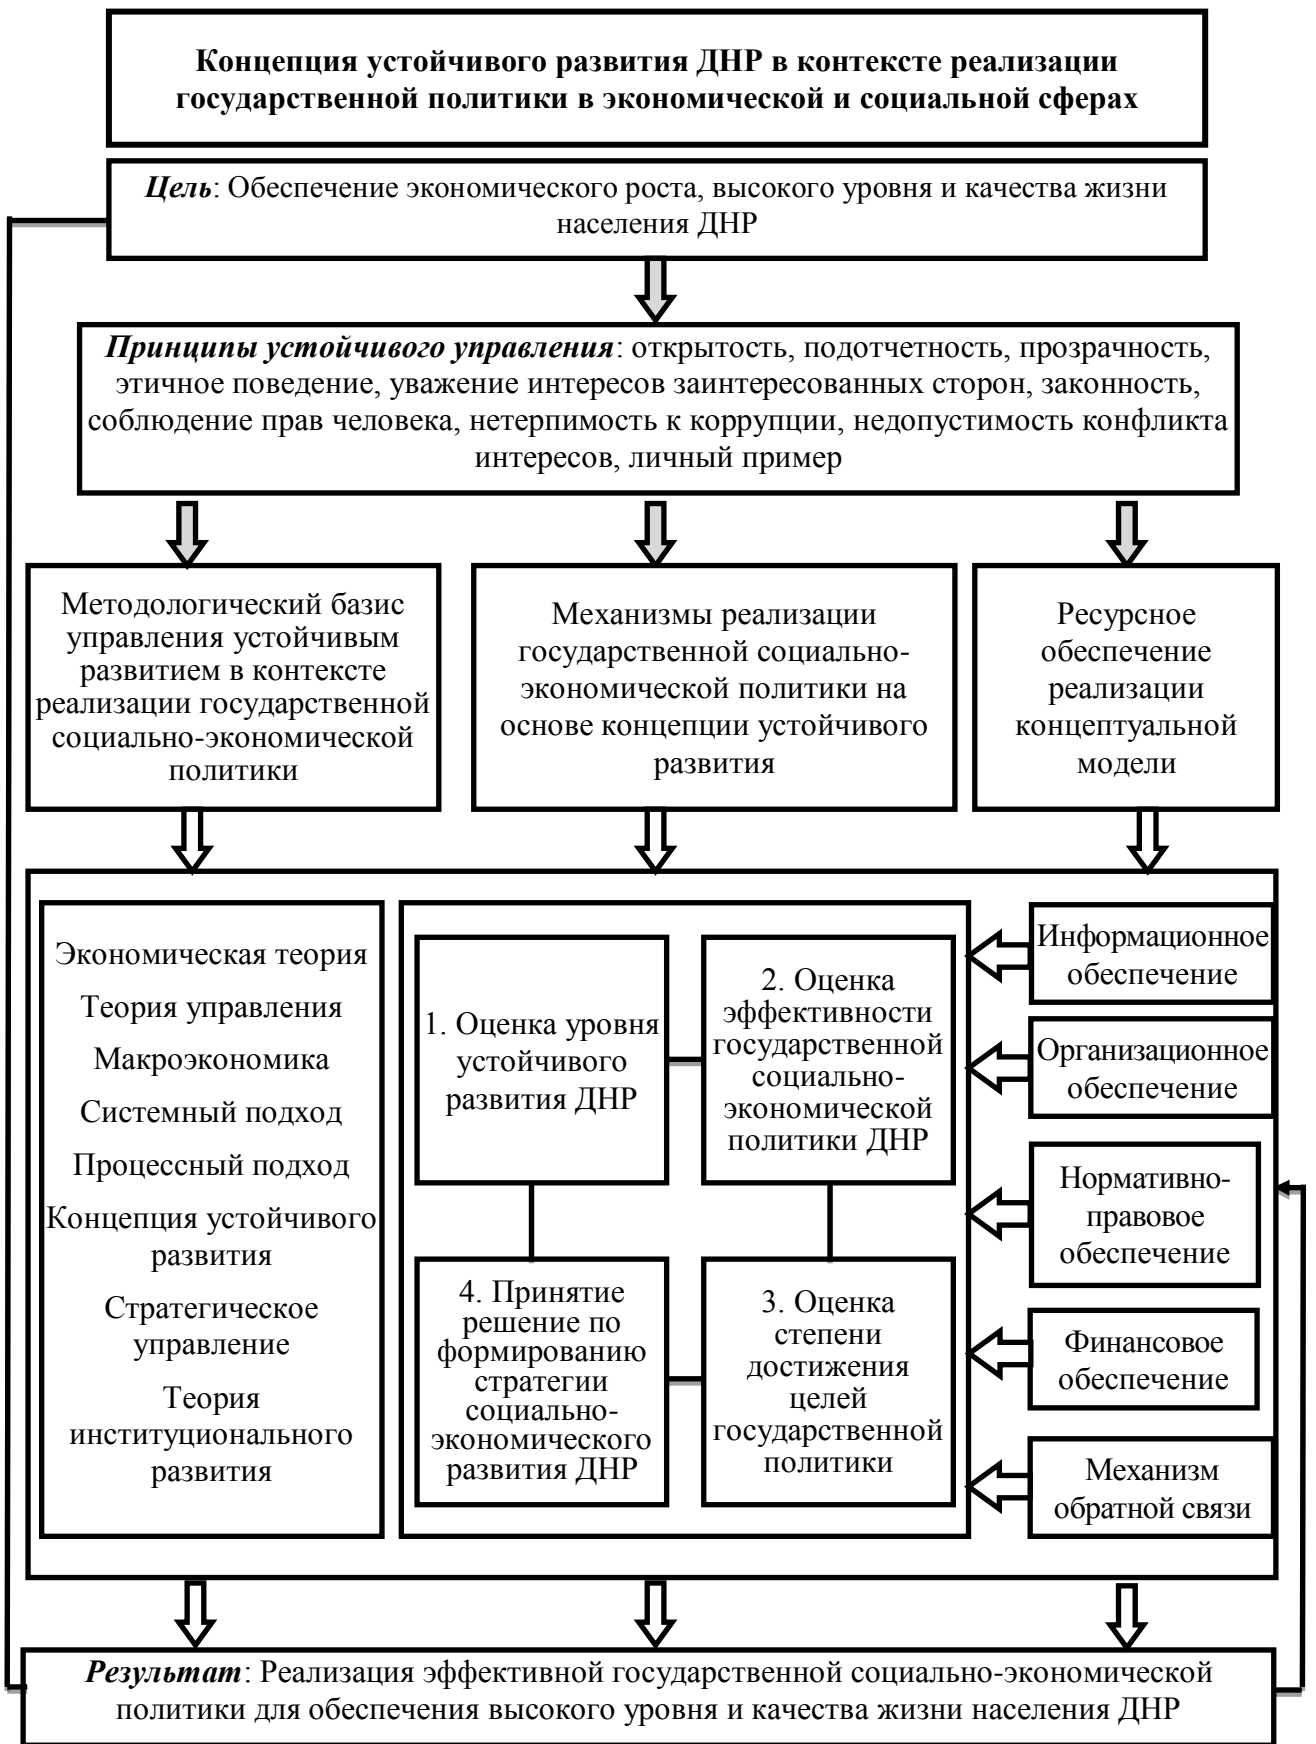 Концепция устойчивого развития ДНР в контексте реализации
государственной политики в экономической и социальной сферах
Цель: Обеспечение экономического роста, высокого уровня и качества жизни
населения ДНР
Принципы устойчивого управления: открытость, подотчетность, прозрачность,
этичное поведение, уважение интересов заинтересованных сторон, законность,
соблюдение прав человека, нетерпимость к коррупции, недопустимость конфликта
интересов, личный пример
Методологический базис
управления устойчивым
развитием в контексте
реализации государственной
социально-экономической
политики
Механизмы реализации
государственной социально-
экономической политики на
основе концепции устойчивого
развития
Ресурсное
обеспечение
реализации
концептуальной
модели
Экономическая теория
Теория управления
Макроэкономика
Системный подход
Процессный подход
Концепция устойчивого
развития
Стратегическое
управление
Теория
институционального
развития
1. Оценка уровня
устойчивого
развития ДНР
2. Оценка
эффективности
государственной
социально-
экономической
политики ДНР
4. Принятие
решение по
формированию
стратегии
социально-
экономического
развития ДНР
3. Оценка
степени
достижения
целей
государственной
политики
Информационное
обеспечение
Организационное
обеспечение
Нормативно-
правовое
обеспечение
Финансовое
обеспечение
Механизм
обратной связи
Результат: Реализация эффективной государственной социально-экономической
политики для обеспечения высокого уровня и качества жизни населения ДНР